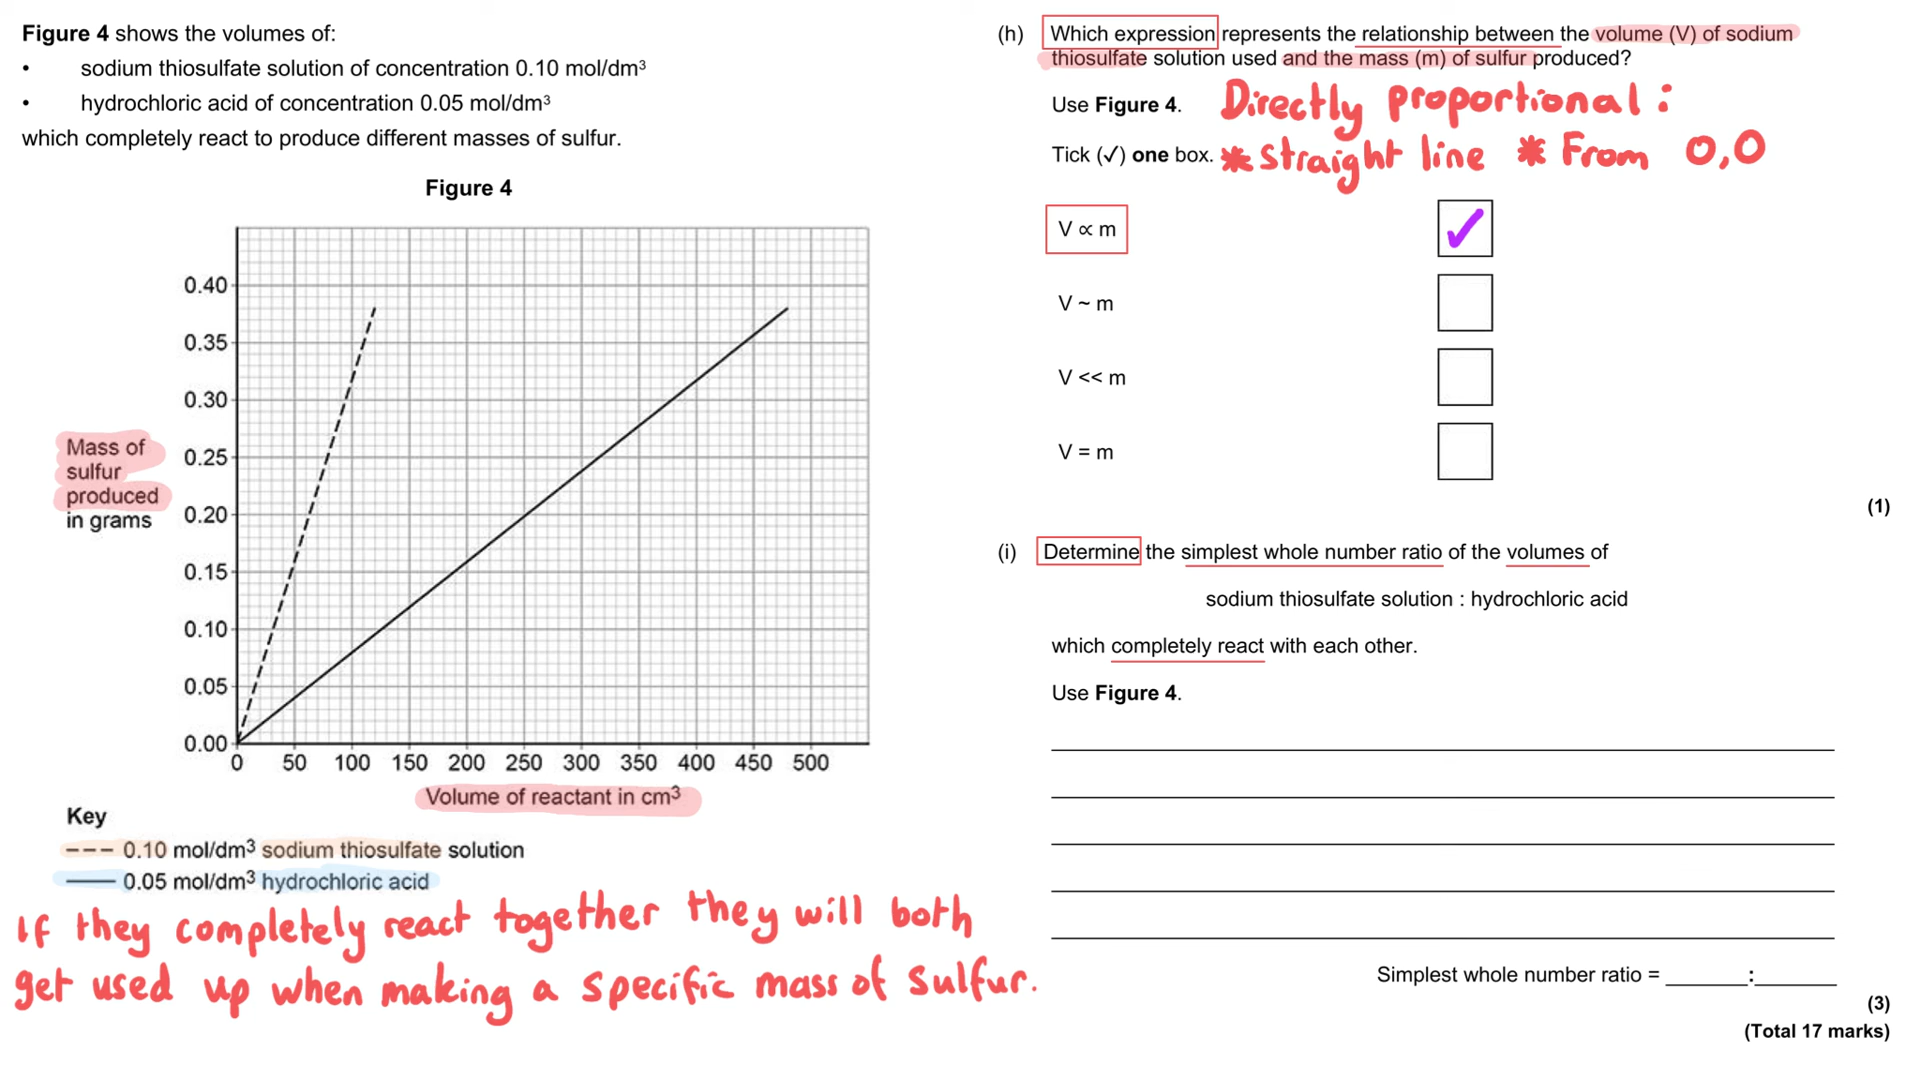 Figure 4 shows the volumes of:
• sodium thiosulfate solution of concentration 0.10 mol/dm³
• hydrochloric acid of concentration 0.05 mol/dm³
which completely react to produce different masses of sulfur.
Figure 4
0.40
0.35
0.30
0.25
0.20
0.15
0.10
0.05
0.00
Mass of
sulfur
produced
in grams
0 50 100 150 200 250 300 350 400 450 500
Volume of reactant in cm³
Key
--- 0.10 mol/dm³ sodium thiosulfate solution
— 0.05 mol/dm³ hydrochloric acid
If they completely react together they will both
get used up when making a specific mass of sulfur.
(h) Which expression represents the relationship between the volume (V) of sodium
thiosulfate solution used and the mass (m) of sulfur produced?
Use Figure 4. Directly proportional:
Tick (✓) one box. * straight line * From 0,0
V ∝ m ✓
V ~ m
V << m
V = m
(1)
(i) Determine the simplest whole number ratio of the volumes of
sodium thiosulfate solution : hydrochloric acid
which completely react with each other.
Use Figure 4.
Simplest whole number ratio = _______:_______
(3)
(Total 17 marks)